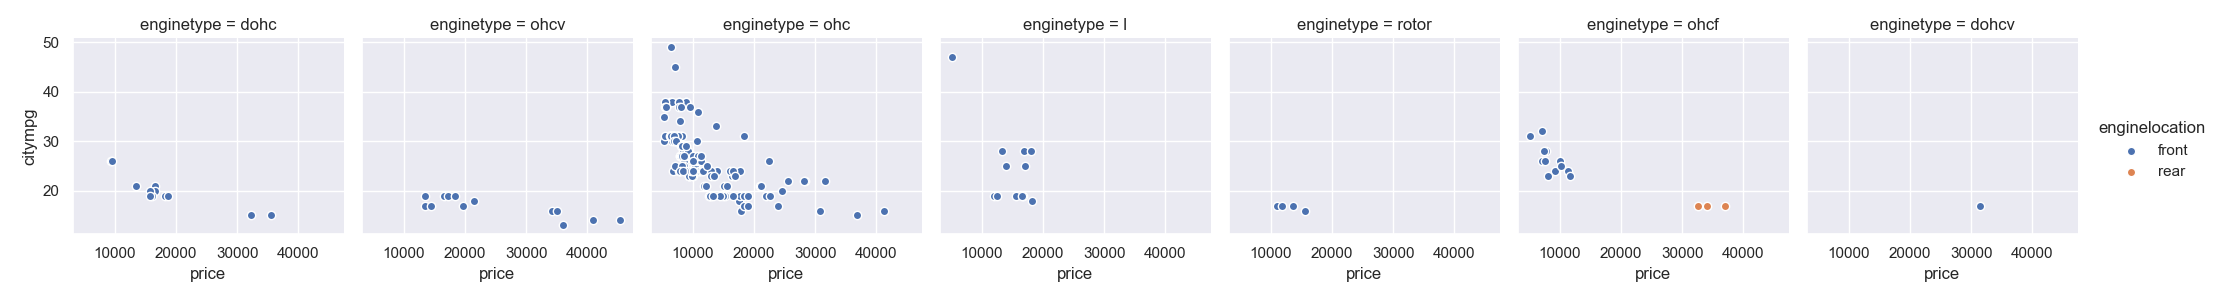 enginetype = dohc
enginetype = ohcv
enginetype = ohc
enginetype = l
enginetype = rotor
enginetype = ohcf
enginetype = dohcv
50
40
30
20
citympg
10000 20000 30000 40000
10000 20000 30000 40000
10000 20000 30000 40000
10000 20000 30000 40000
10000 20000 30000 40000
10000 20000 30000 40000
10000 20000 30000 40000
price
price
price
price
price
price
price
enginelocation
front
rear